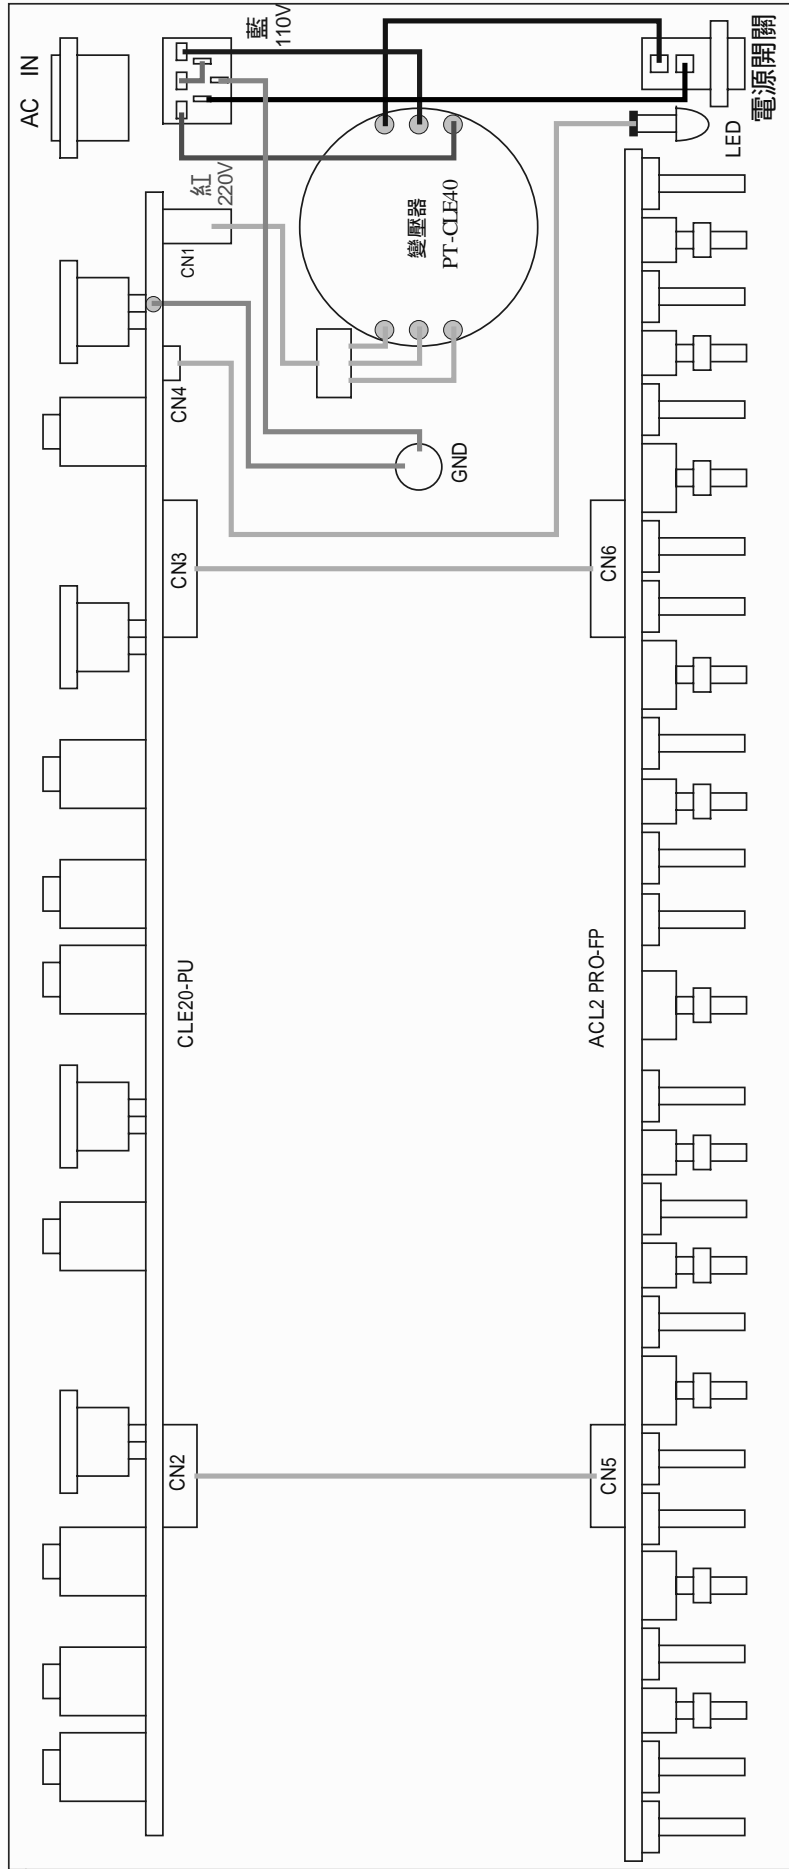 AC IN
藍
110V
電源開關
LED
紅
220V
CN1
變壓器
PT-CLE40
CN4
GND
CN3
CN6
CLE20-PU
ACL2 PRO-FP
CN2
CN5